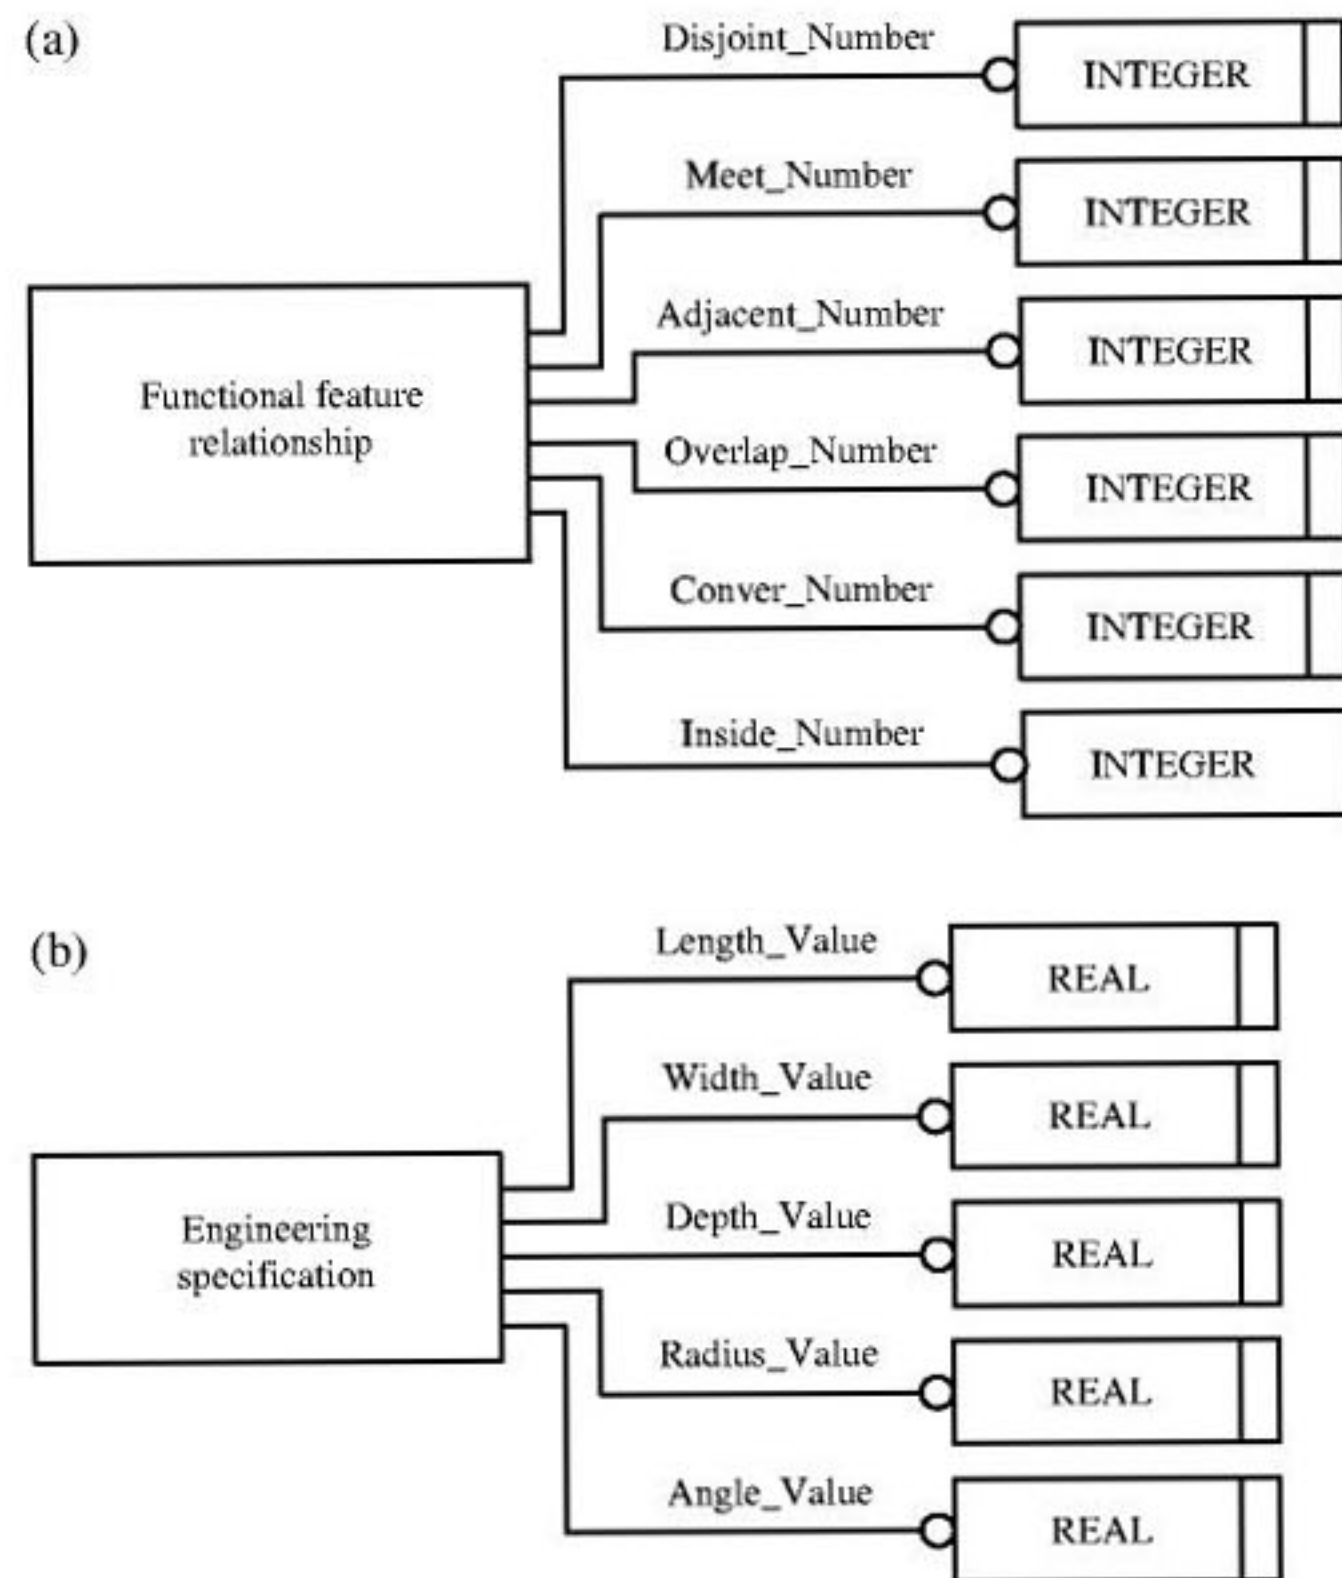 (a)
Disjoint_Number
INTEGER
Meet_Number
INTEGER
Adjacent_Number
INTEGER
Functional feature
relationship
Overlap_Number
INTEGER
Conver_Number
INTEGER
Inside_Number
INTEGER
(b)
Length_Value
REAL
Width_Value
REAL
Engineering
specification
Depth_Value
REAL
Radius_Value
REAL
Angle_Value
REAL